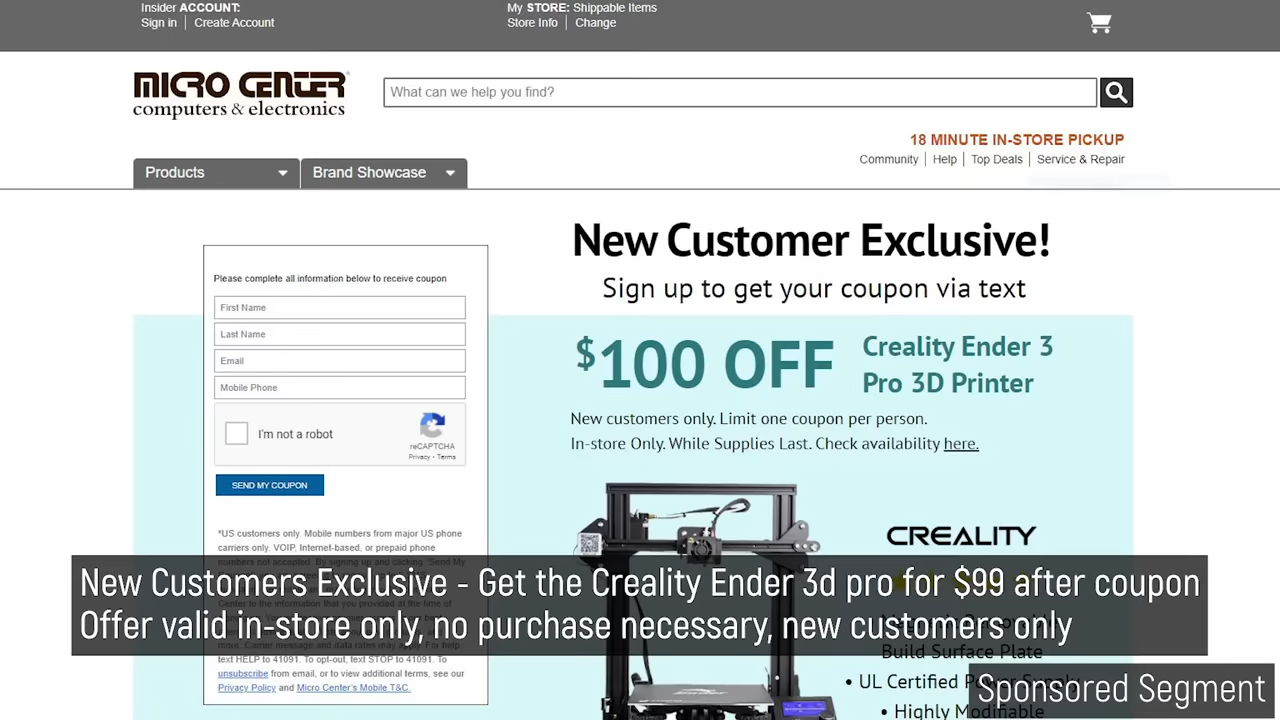 Insider ACCOUNT:
Sign in
Create Account
My STORE: Shippable Items
Store Info
Change
MICRO CENTER
computers & electronics
What can we help you find?
18 MINUTE IN-STORE PICKUP
Community
Help
Top Deals
Service & Repair
Products
Brand Showcase
New Customer Exclusive!
Sign up to get your coupon via text
Please complete all information below to receive coupon
First Name
Last Name
Email
Mobile Phone
I'm not a robot
reCAPTCHA
Privacy - Terms
SEND MY COUPON
$100 OFF
Creality Ender 3
Pro 3D Printer
New customers only. Limit one coupon per person.
In-store Only. While Supplies Last. Check availability here.
*US customers only. Mobile numbers from major US phone
carriers only. VOIP, Internet-based, or prepaid phone
CREALITY
New Customers Exclusive - Get the Creality Ender 3d pro for $99 after coupon
Offer valid in-store only, no purchase necessary, new customers only
text HELP to 41091. To opt-out, text STOP to 41091. To
unsubscribe from email, or to view additional terms, see our
Privacy Policy and Micro Center's Mobile T&C.
Build Surface Plate
• UL Certified Power Supply
• Highly Modifiable
Sponsored Segment